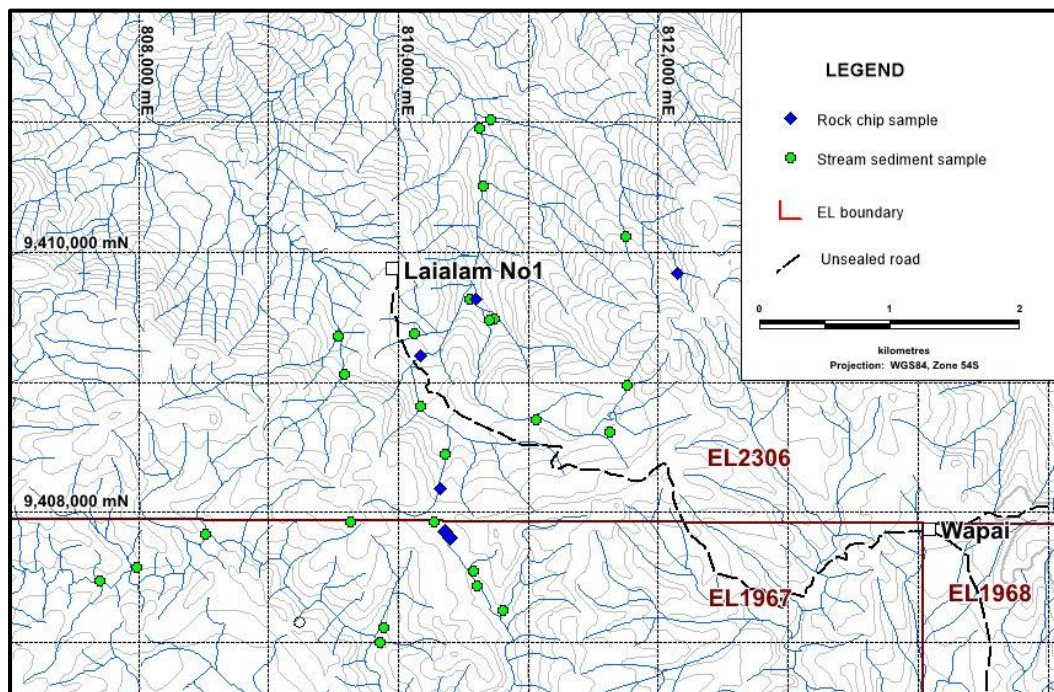 808,000 mE
810,000 mE
812,000 mE
LEGEND
Rock chip sample
Stream sediment sample
EL boundary
Unsealed road
0 1 2
kilometres
Projection: WGS84, Zone 54S
9,410,000 mN
Laialam No1
EL2306
9,408,000 mN
Wapai
EL1967
EL1968